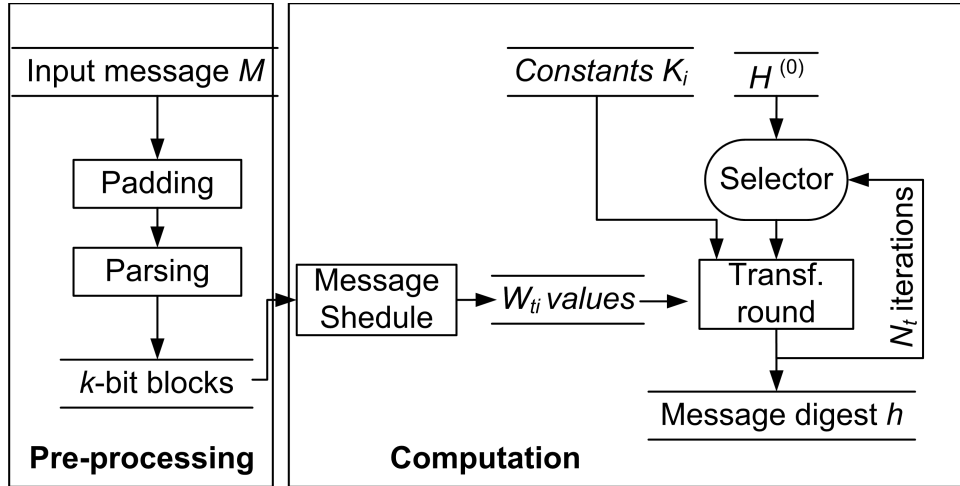 Input message M
Padding
Parsing
k-bit blocks
Pre-processing
Constants Kᵢ
H⁽⁰⁾
Selector
Message
Shedule
Wₜᵢ values
Transf.
round
Nₜ iterations
Message digest h
Computation